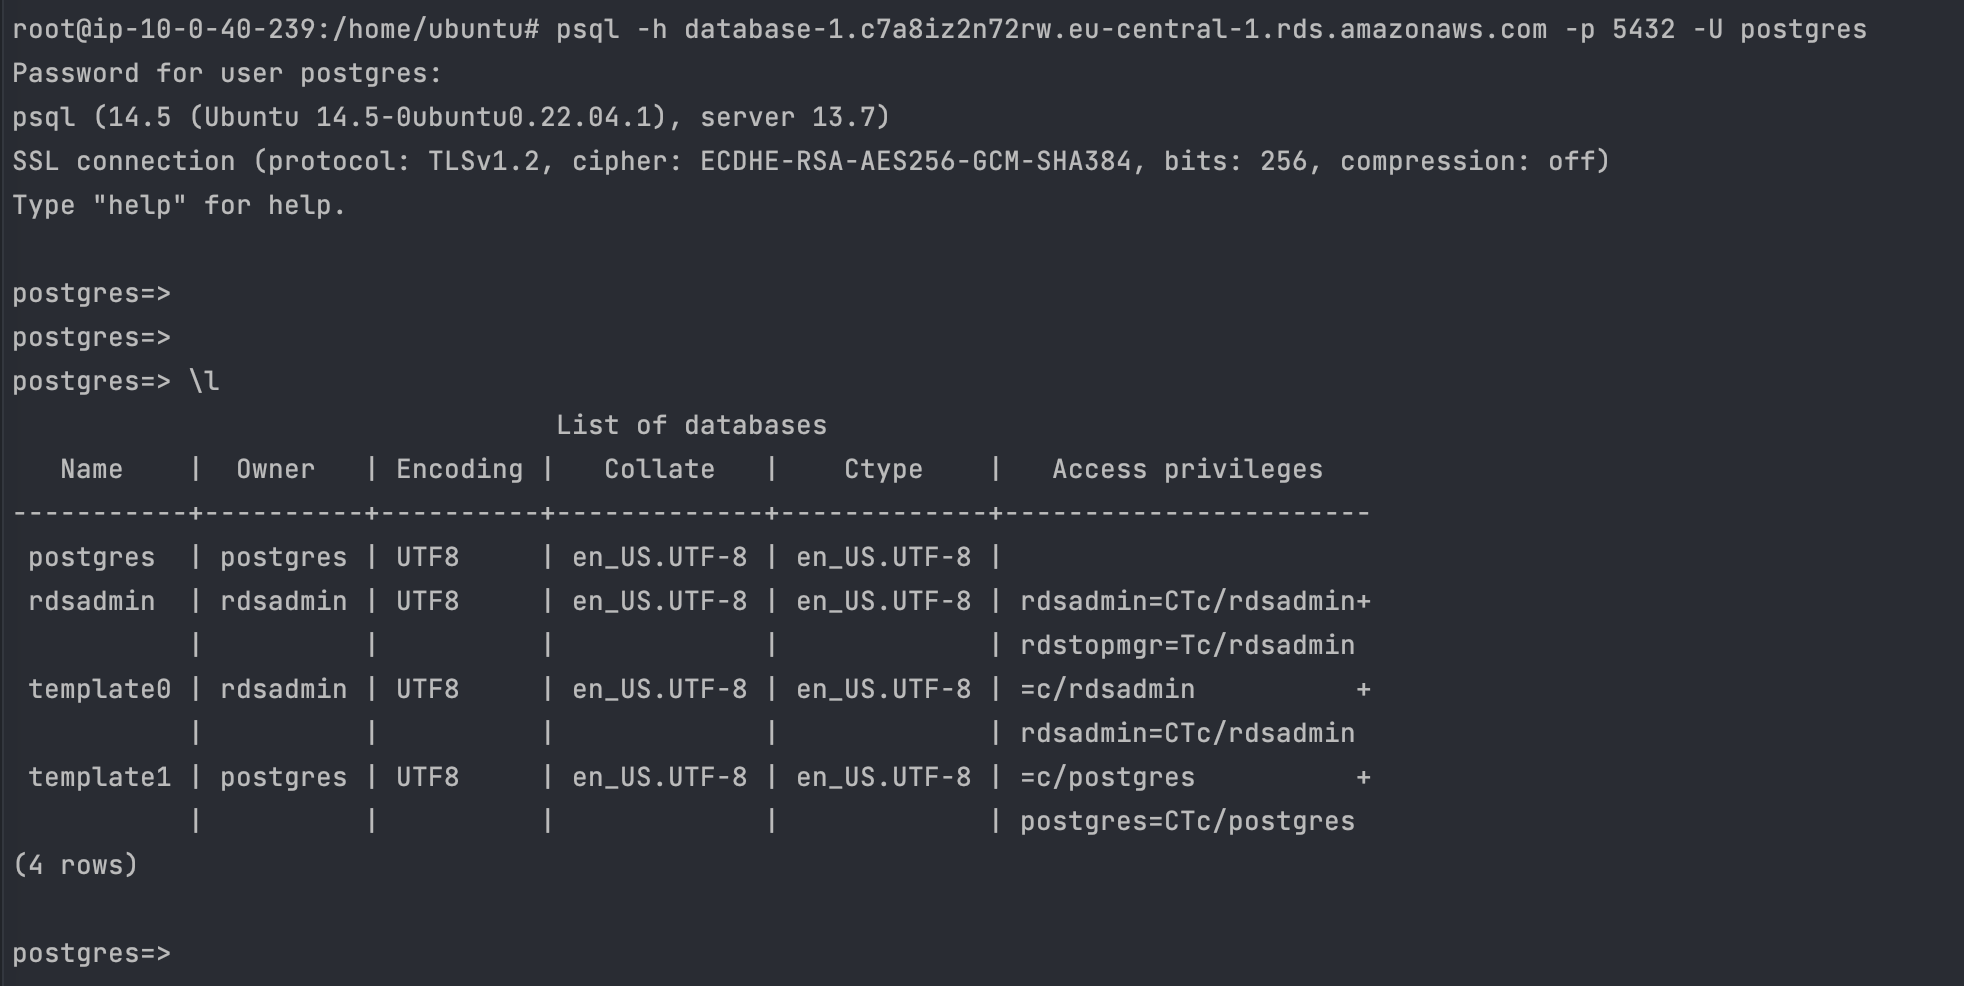 root@ip-10-0-40-239:/home/ubuntu# psql -h database-1.c7a8iz2n72rw.eu-central-1.rds.amazonaws.com -p 5432 -U postgres
Password for user postgres:
psql (14.5 (Ubuntu 14.5-0ubuntu0.22.04.1), server 13.7)
SSL connection (protocol: TLSv1.2, cipher: ECDHE-RSA-AES256-GCM-SHA384, bits: 256, compression: off)
Type "help" for help.

postgres=>
postgres=>
postgres=> \l
                                  List of databases
   Name    |  Owner   | Encoding |   Collate   |    Ctype    |   Access privileges
-----------+----------+----------+-------------+-------------+-----------------------
 postgres  | postgres | UTF8     | en_US.UTF-8 | en_US.UTF-8 |
 rdsadmin  | rdsadmin | UTF8     | en_US.UTF-8 | en_US.UTF-8 | rdsadmin=CTc/rdsadmin+
           |          |          |             |             | rdstopmgr=Tc/rdsadmin
 template0 | rdsadmin | UTF8     | en_US.UTF-8 | en_US.UTF-8 | =c/rdsadmin          +
           |          |          |             |             | rdsadmin=CTc/rdsadmin
 template1 | postgres | UTF8     | en_US.UTF-8 | en_US.UTF-8 | =c/postgres          +
           |          |          |             |             | postgres=CTc/postgres
(4 rows)

postgres=>